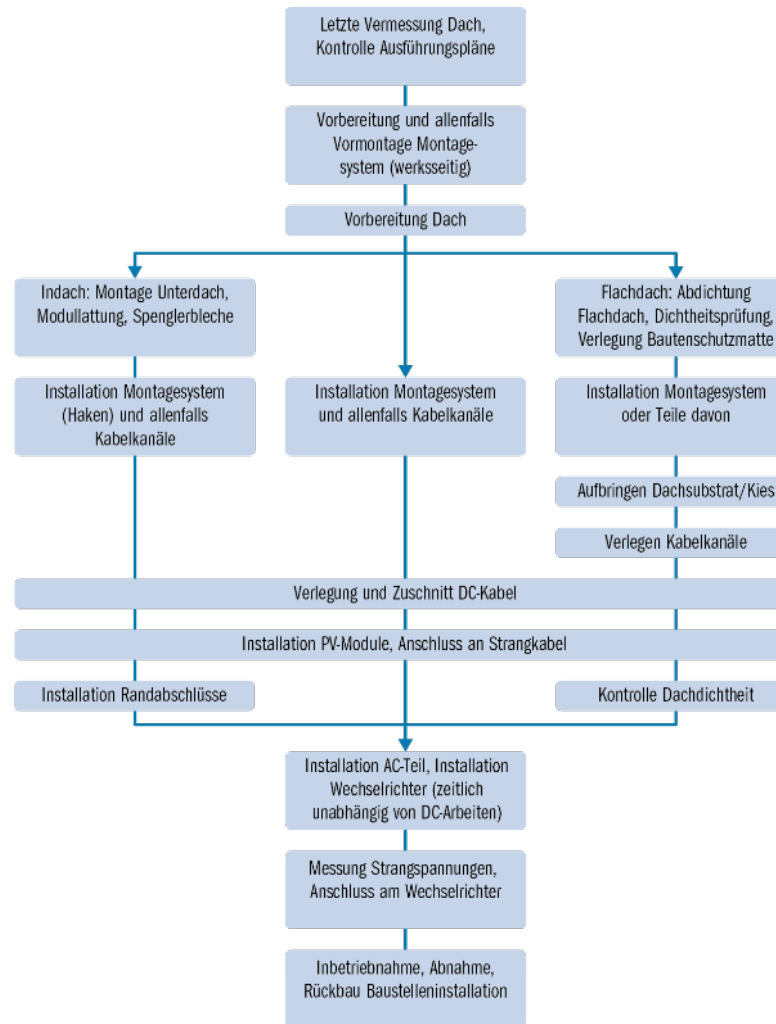 Letzte Vermessung Dach,
Kontrolle Ausführungspläne
Vorbereitung und allenfalls
Vormontage Montage-
system (werksseitig)
Vorbereitung Dach
Indach: Montage Unterdach,
Modullattung, Spenglerbleche
Flachdach: Abdichtung
Flachdach, Dichtheitsprüfung,
Verlegung Bautenschutzmatte
Installation Montagesystem
(Haken) und allenfalls
Kabelkanäle
Installation Montagesystem
und allenfalls Kabelkanäle
Installation Montagesystem
oder Teile davon
Aufbringen Dachsubstrat/Kies
Verlegen Kabelkanäle
Verlegung und Zuschnitt DC-Kabel
Installation PV-Module, Anschluss an Strangkabel
Installation Randabschlüsse
Kontrolle Dachdichtheit
Installation AC-Teil, Installation
Wechselrichter (zeitlich
unabhängig von DC-Arbeiten)
Messung Strangspannungen,
Anschluss am Wechselrichter
Inbetriebnahme, Abnahme,
Rückbau Baustelleninstallation